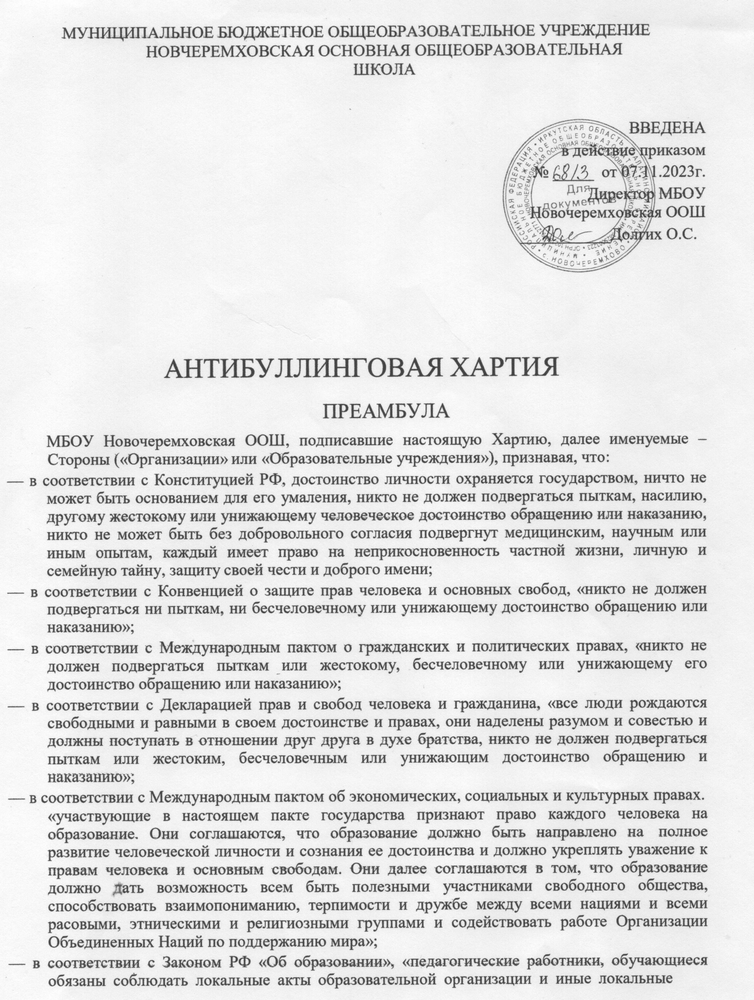 МУНИЦИПАЛЬНОЕ БЮДЖЕТНОЕ ОБЩЕОБРАЗОВАТЕЛЬНОЕ УЧРЕЖДЕНИЕ
НОВЧЕРЕМХОВСКАЯ ОСНОВНАЯ ОБЩЕОБРАЗОВАТЕЛЬНАЯ
ШКОЛА
ВВЕДЕНА
в действие приказом
№ 68/3 от 07.11.2023г.
Директор МБОУ
Новочеремховская ООШ
Долгих О.С.
РОССИЙСКАЯ ФЕДЕРАЦИЯ • ИРКУТСКАЯ ОБЛАСТЬ
с. НОВОЧЕРЕМХОВО
МУНИЦИПАЛЬНОЕ БЮДЖЕТНОЕ ОБЩЕОБРАЗОВАТЕЛЬНОЕ УЧРЕЖДЕНИЕ
НОВОЧЕРЕМХОВСКАЯ ОСНОВНАЯ ОБЩЕОБРАЗОВАТЕЛЬНАЯ
Для
документов
АНТИБУЛЛИНГОВАЯ ХАРТИЯ
ПРЕАМБУЛА
МБОУ Новочеремховская ООШ, подписавшие настоящую Хартию, далее именуемые –
Стороны («Организации» или «Образовательные учреждения»), признавая, что:
— в соответствии с Конституцией РФ, достоинство личности охраняется государством, ничто не
может быть основанием для его умаления, никто не должен подвергаться пыткам, насилию,
другому жестокому или унижающему человеческое достоинство обращению или наказанию,
никто не может быть без добровольного согласия подвергнут медицинским, научным или
иным опытам, каждый имеет право на неприкосновенность частной жизни, личную и
семейную тайну, защиту своей чести и доброго имени;
— в соответствии с Конвенцией о защите прав человека и основных свобод, «никто не должен
подвергаться ни пыткам, ни бесчеловечному или унижающему достоинство обращению или
наказанию»;
— в соответствии с Международным пактом о гражданских и политических правах, «никто не
должен подвергаться пыткам или жестокому, бесчеловечному или унижающему его
достоинство обращению или наказанию»;
— в соответствии с Декларацией прав и свобод человека и гражданина, «все люди рождаются
свободными и равными в своем достоинстве и правах, они наделены разумом и совестью и
должны поступать в отношении друг друга в духе братства, никто не должен подвергаться
пыткам или жестоким, бесчеловечным или унижающим достоинство обращению и
наказанию»;
— в соответствии с Международным пактом об экономических, социальных и культурных правах.
«участвующие в настоящем пакте государства признают право каждого человека на
образование. Они соглашаются, что образование должно быть направлено на полное
развитие человеческой личности и сознания ее достоинства и должно укреплять уважение к
правам человека и основным свободам. Они далее соглашаются в том, что образование
должно дать возможность всем быть полезными участниками свободного общества,
способствовать взаимопониманию, терпимости и дружбе между всеми нациями и всеми
расовыми, этническими и религиозными группами и содействовать работе Организации
Объединенных Наций по поддержанию мира»;
— в соответствии с Законом РФ «Об образовании», «педагогические работники, обучающиеся
обязаны соблюдать локальные акты образовательной организации и иные локальные